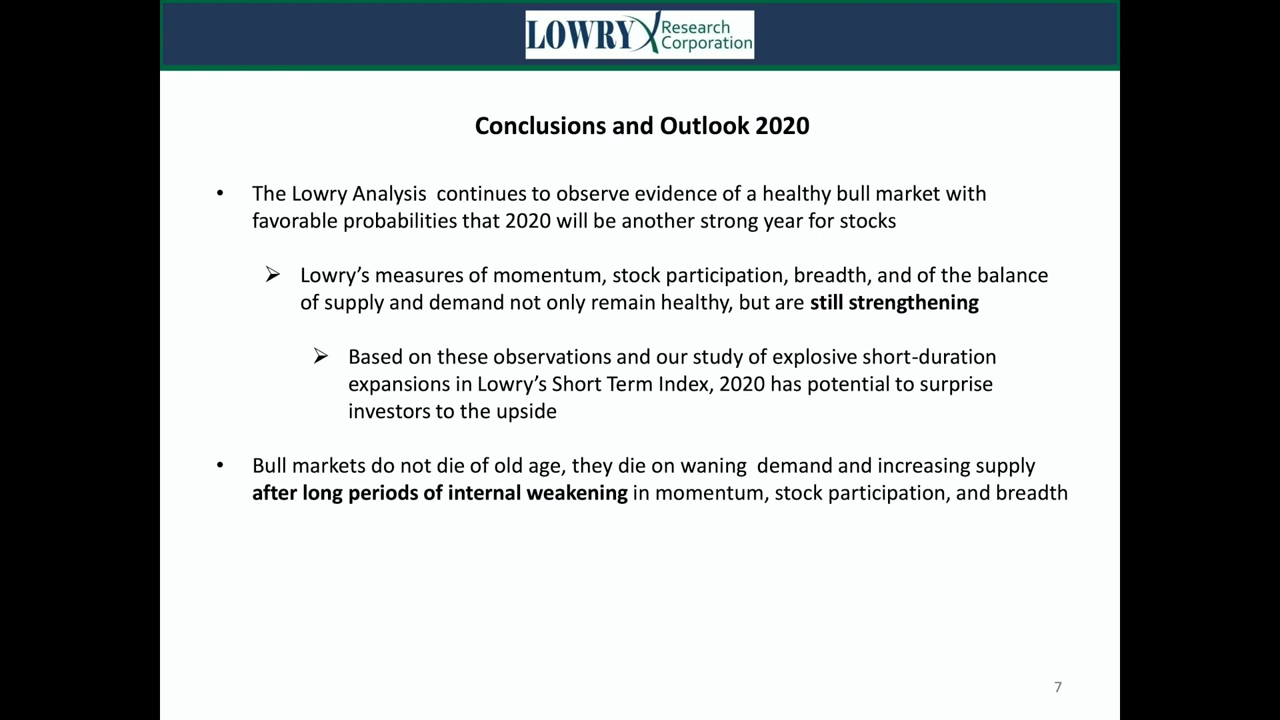 LOWRY Research
Corporation
Conclusions and Outlook 2020
• The Lowry Analysis  continues to observe evidence of a healthy bull market with
favorable probabilities that 2020 will be another strong year for stocks
➢ Lowry’s measures of momentum, stock participation, breadth, and of the balance
of supply and demand not only remain healthy, but are still strengthening
➢ Based on these observations and our study of explosive short-duration
expansions in Lowry’s Short Term Index, 2020 has potential to surprise
investors to the upside
• Bull markets do not die of old age, they die on waning  demand and increasing supply
after long periods of internal weakening in momentum, stock participation, and breadth
7